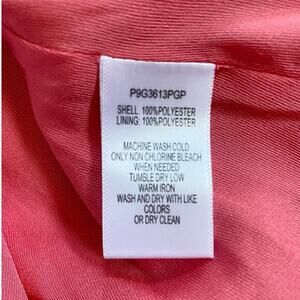 P9G3613PGP
SHELL: 100%POLYESTER
LINING: 100%POLYESTER
MACHINE WASH COLD
ONLY NON CHLORINE BLEACH
WHEN NEEDED
TUMBLE DRY LOW
WARM IRON
WASH AND DRY WITH LIKE
COLORS
OR DRY CLEAN